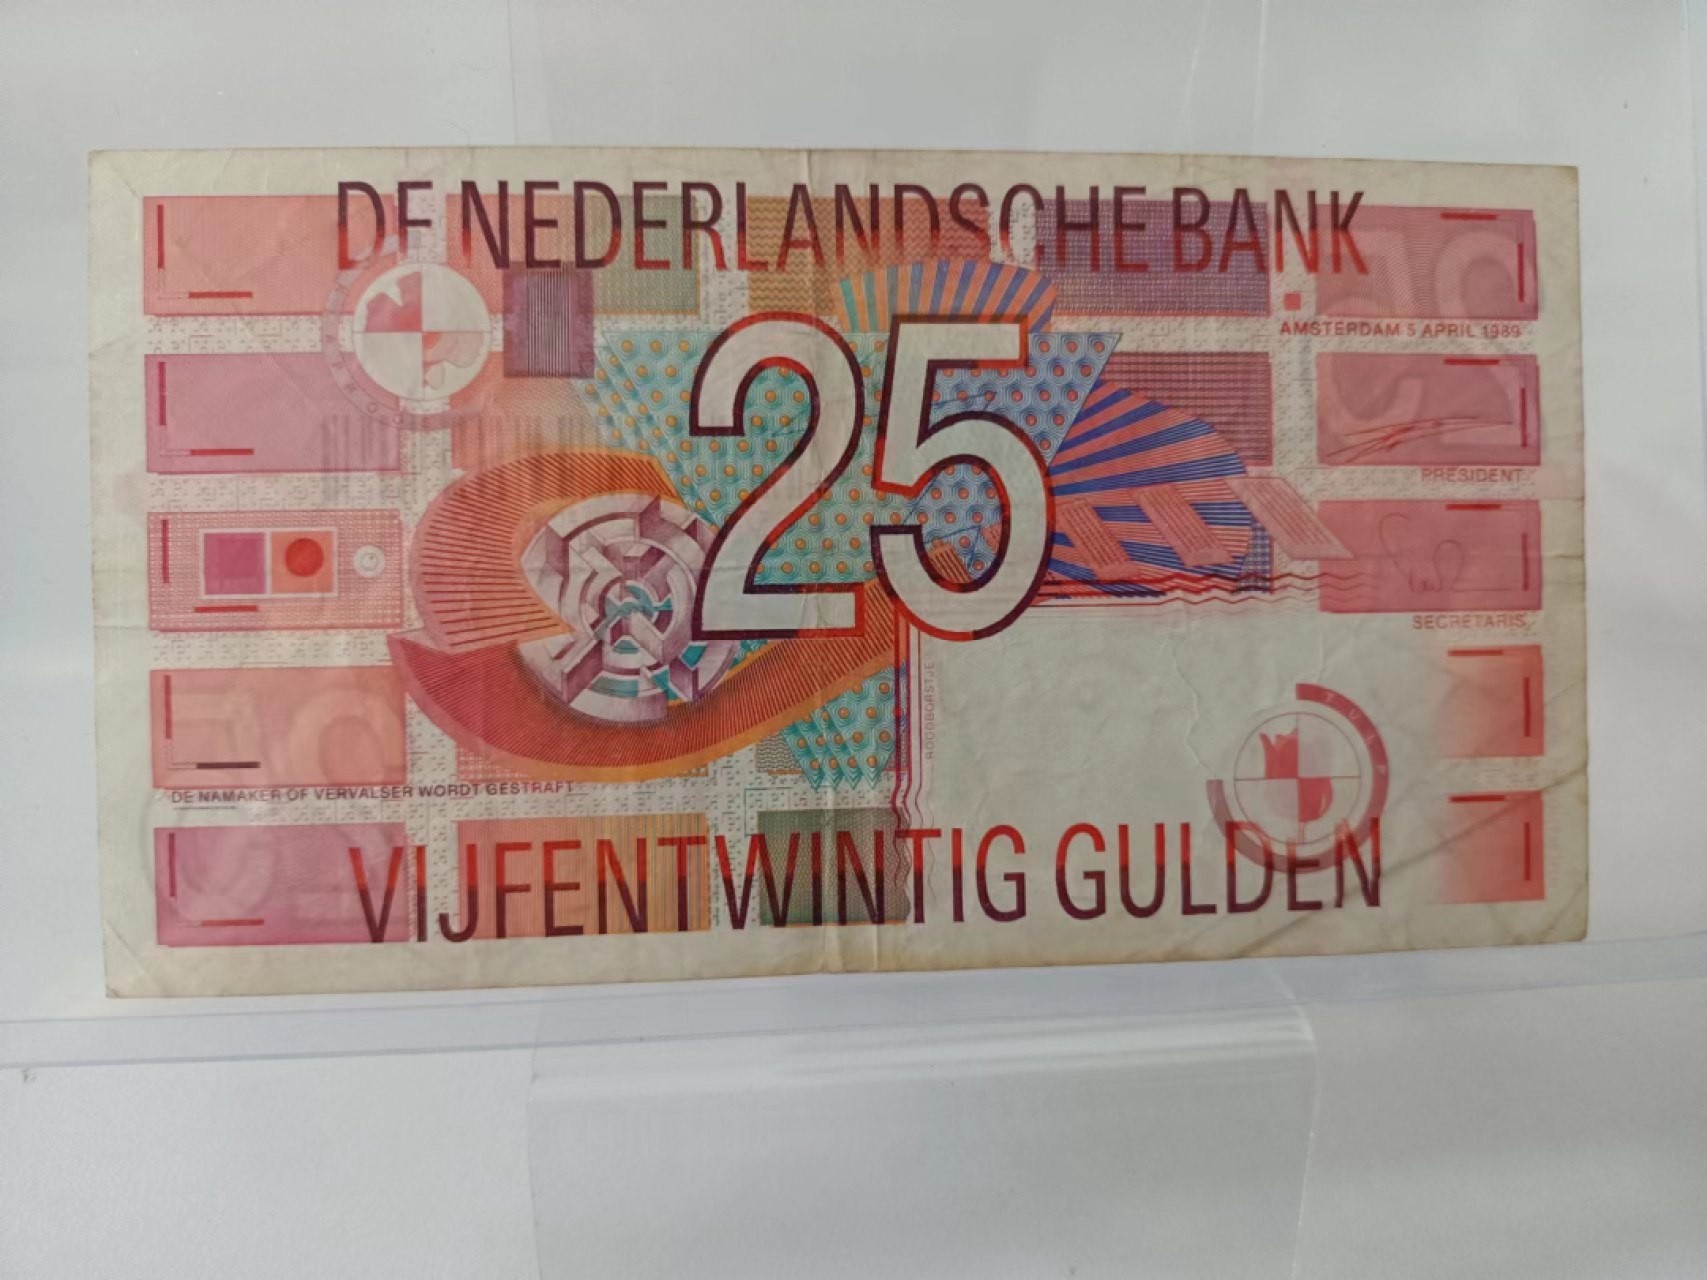 DE NEDERLANDSCHE BANK
AMSTERDAM 5 APRIL 1989
25
PRESIDENT
SECRETARIS
ROODBORSTJE
TULP
DE NAMAKER OF VERVALSER WORDT GESTRAFT
VIJFENTWINTIG GULDEN